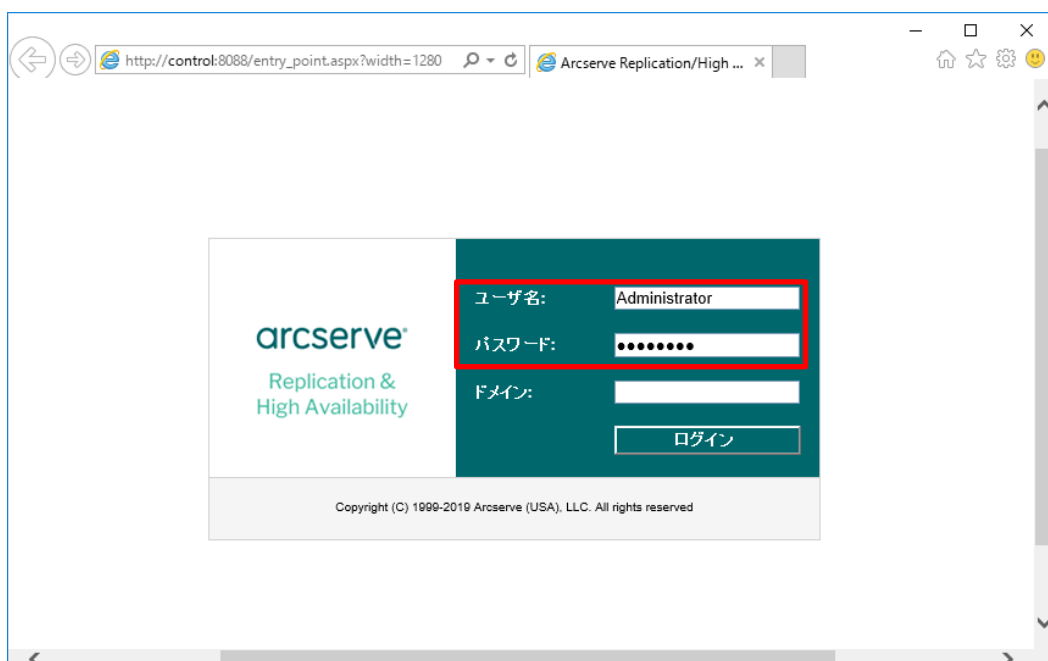 http://control:8088/entry_point.aspx?width=1280
Arcserve Replication/High ...
ユーザ名:
Administrator
arcserve®
パスワード:
●●●●●●●●
Replication &
High Availability
ドメイン:
ログイン
Copyright (C) 1999-2019 Arcserve (USA), LLC. All rights reserved